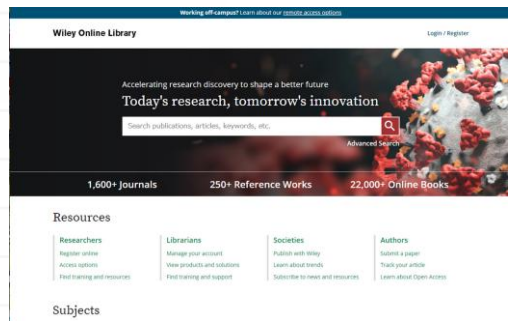 Working off-campus? Learn about our remote access options
Wiley Online Library
Login / Register
Accelerating research discovery to shape a better future
Today's research, tomorrow's innovation
Search publications, articles, keywords, etc.
Advanced Search
1,600+ Journals 250+ Reference Works 22,000+ Online Books
Resources
Researchers
Register online
Access options
Find training and resources
Librarians
Manage your account
View products and solutions
Find training and support
Societies
Publish with Wiley
Learn about trends
Subscribe to news and resources
Authors
Submit a paper
Track your article
Learn about Open Access
Subjects